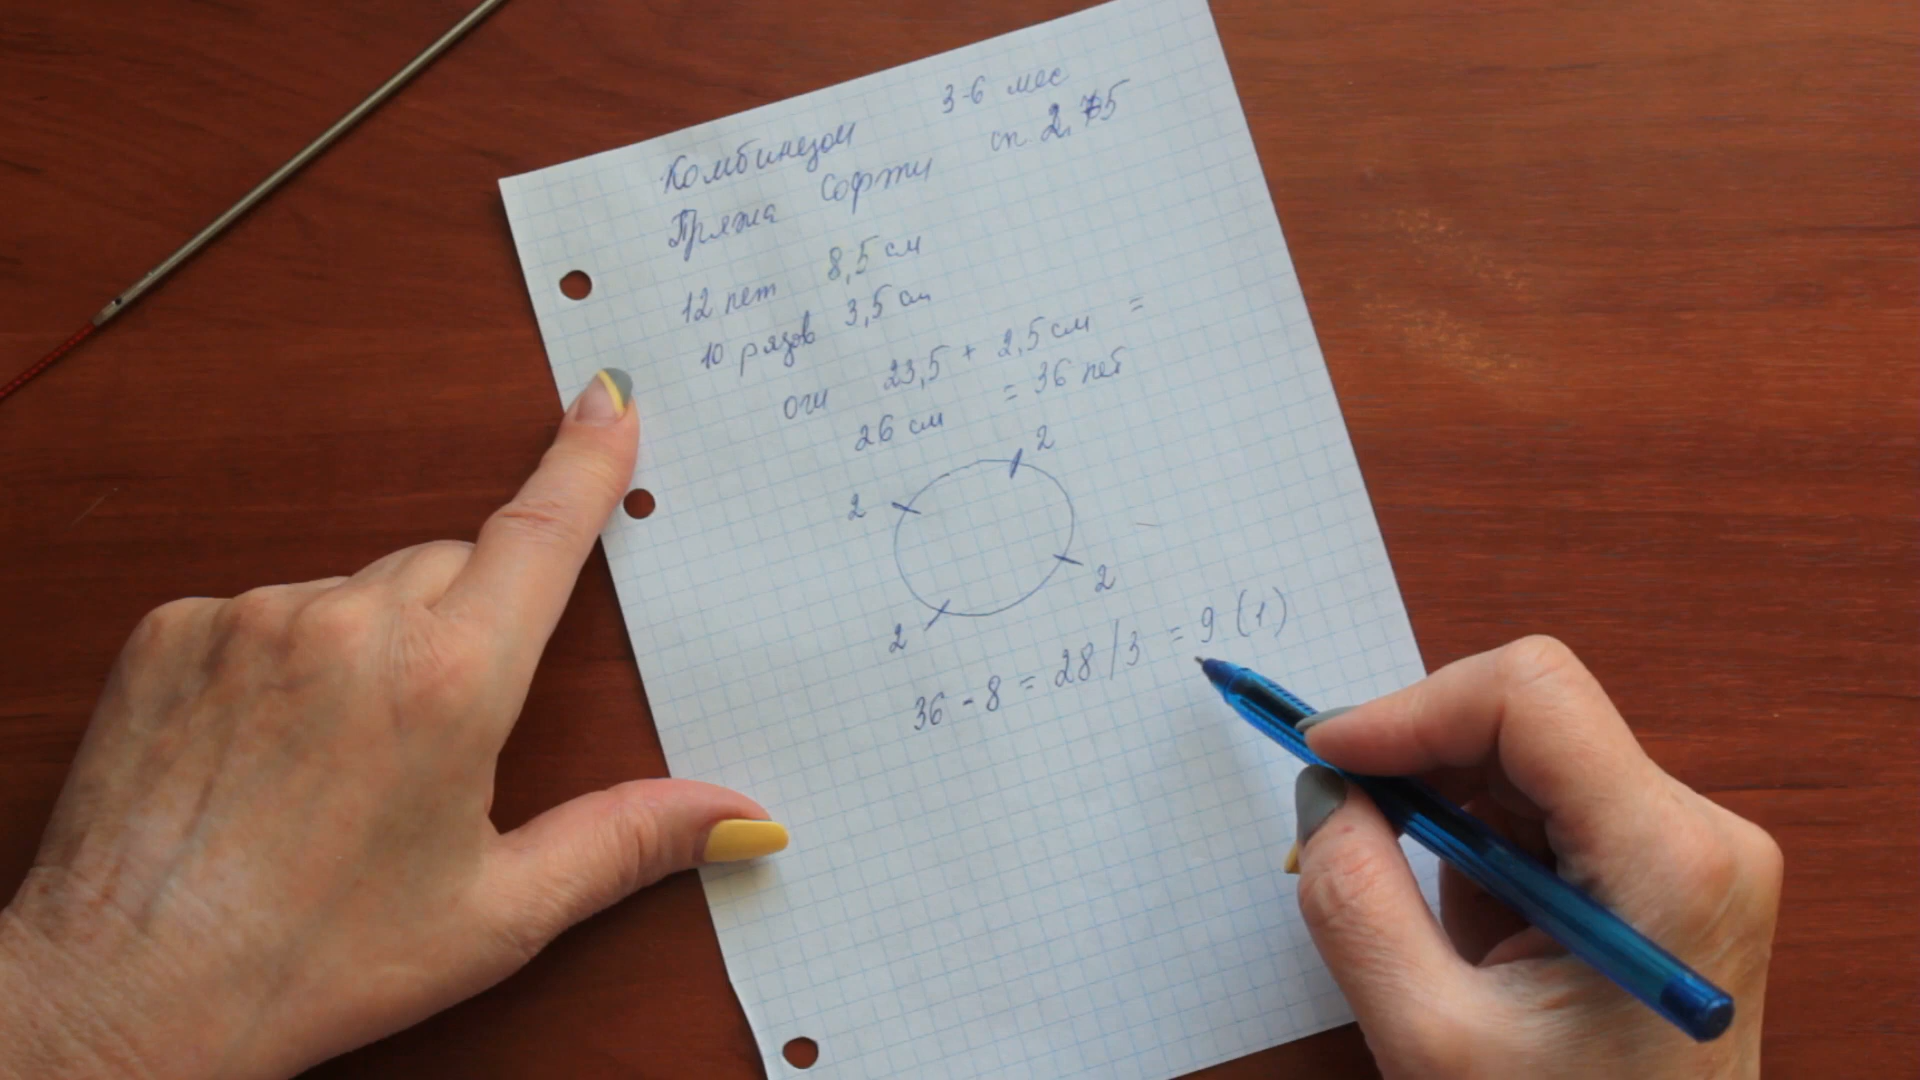 Комбинезон 3-6 мес
Пряжа Софти сп 2,75
12 пет 8,5 см
10 рядов 3,5 см
ОГШ 23,5 + 2,5 см =
26 см = 36 пет
2
2
2
2
36 - 8 = 28 / 3 = 9 (1)